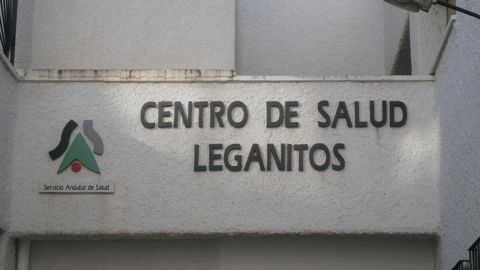 CENTRO DE SALUD
LEGANITOS
Servicio Andaluz de Salud